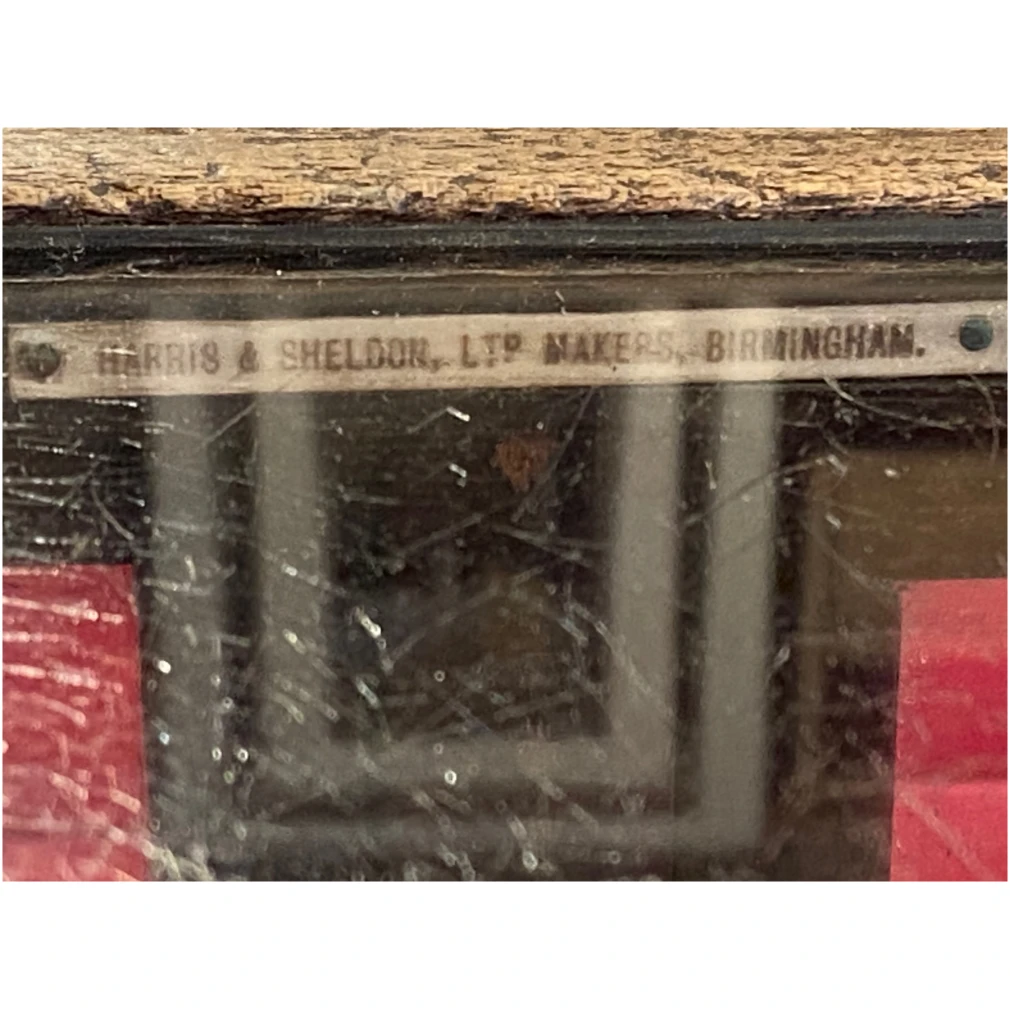 HARRIS & SHELDON, LTD MAKERS, BIRMINGHAM.